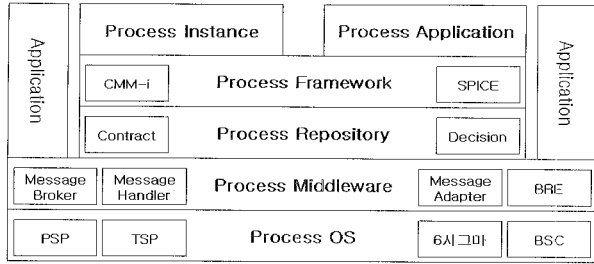 Application
Process Instance
Process Application
Application
CMM-i
Process Framework
SPICE
Contract
Process Repository
Decision
Message
Broker
Message
Handler
Process Middleware
Message
Adapter
BRE
PSP
TSP
Process OS
6시그마
BSC